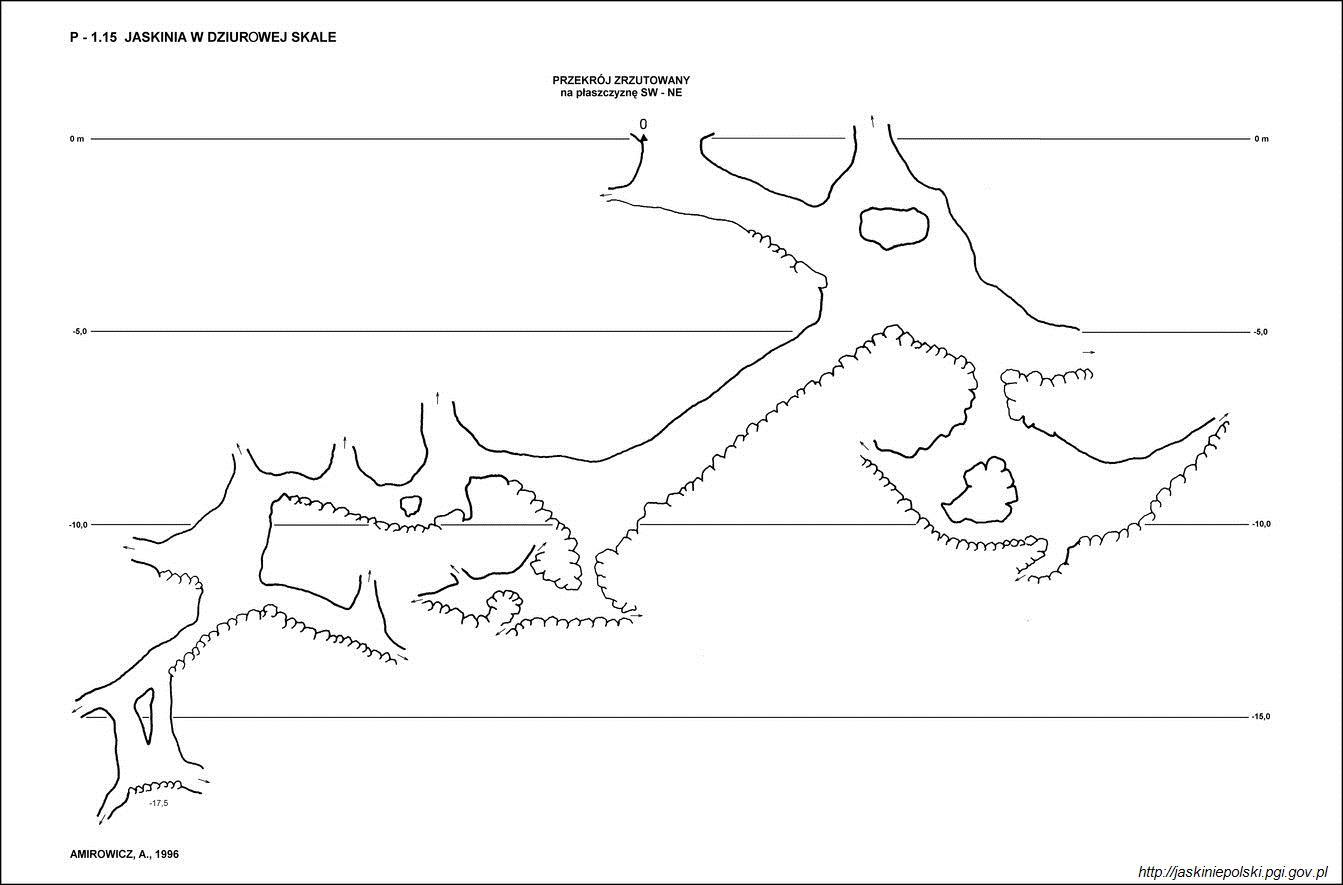 P - 1.15 JASKINIA W DZIUROWEJ SKALE
PRZEKRÓJ ZRZUTOWANY
na płaszczyznę SW - NE
0
0 m
0 m
-5,0
-5,0
-10,0
-10,0
-15,0
-17,5
AMIROWICZ, A., 1996
http://jaskiniepolski.pgi.gov.pl